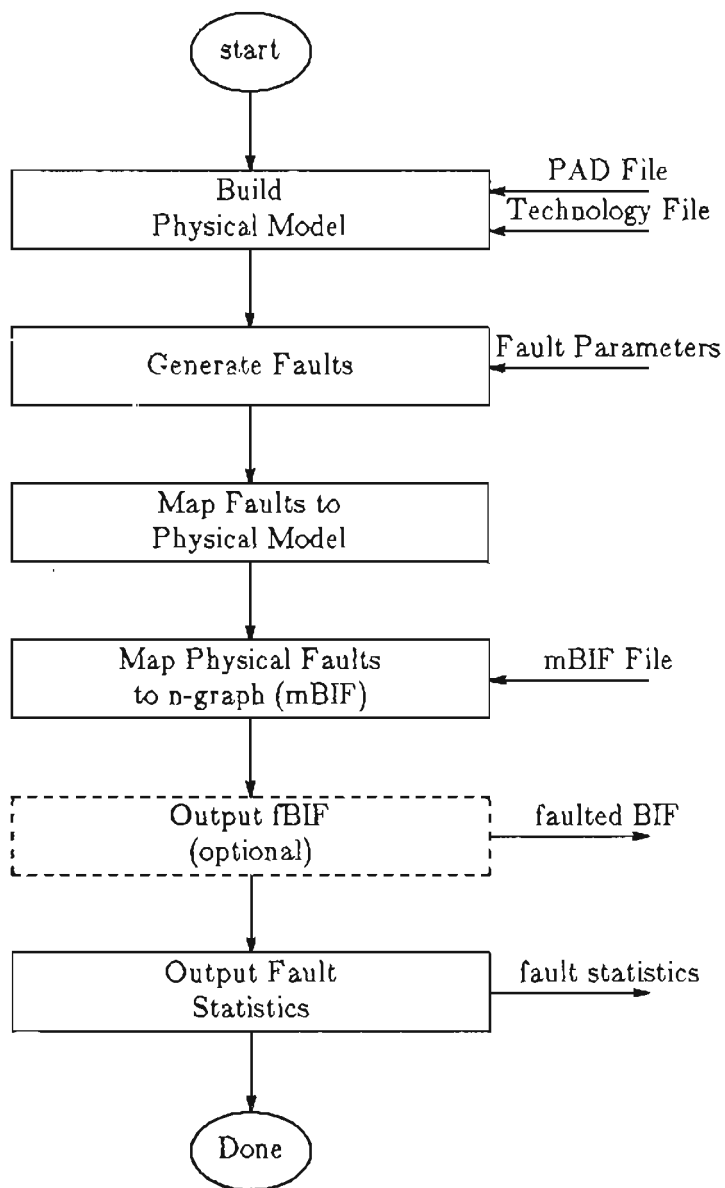 start
PAD File
Build
Technology File
Physical Model
Generate Faults
Fault Parameters
Map Faults to
Physical Model
Map Physical Faults
to n-graph (mBIF)
mBIF File
Output fBIF
(optional)
faulted BIF
Output Fault
Statistics
fault statistics
Done